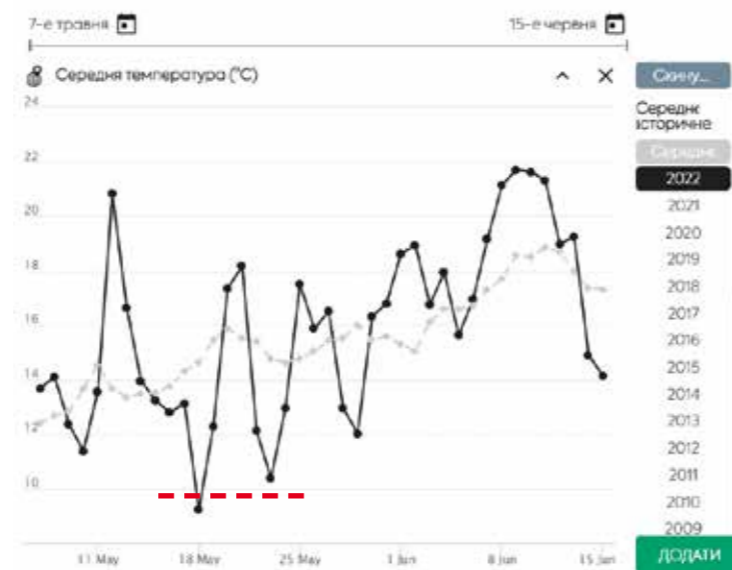 7-е травня
15-е червня
Середня температура (°C)
24
22
20
18
16
14
12
10
11 May
18 May
25 May
1 Jun
8 Jun
15 Jun
Скину...
Середнє
історичне
Середнє
2022
2021
2020
2019
2018
2017
2016
2015
2014
2013
2012
2011
2010
2009
ДОДАТИ